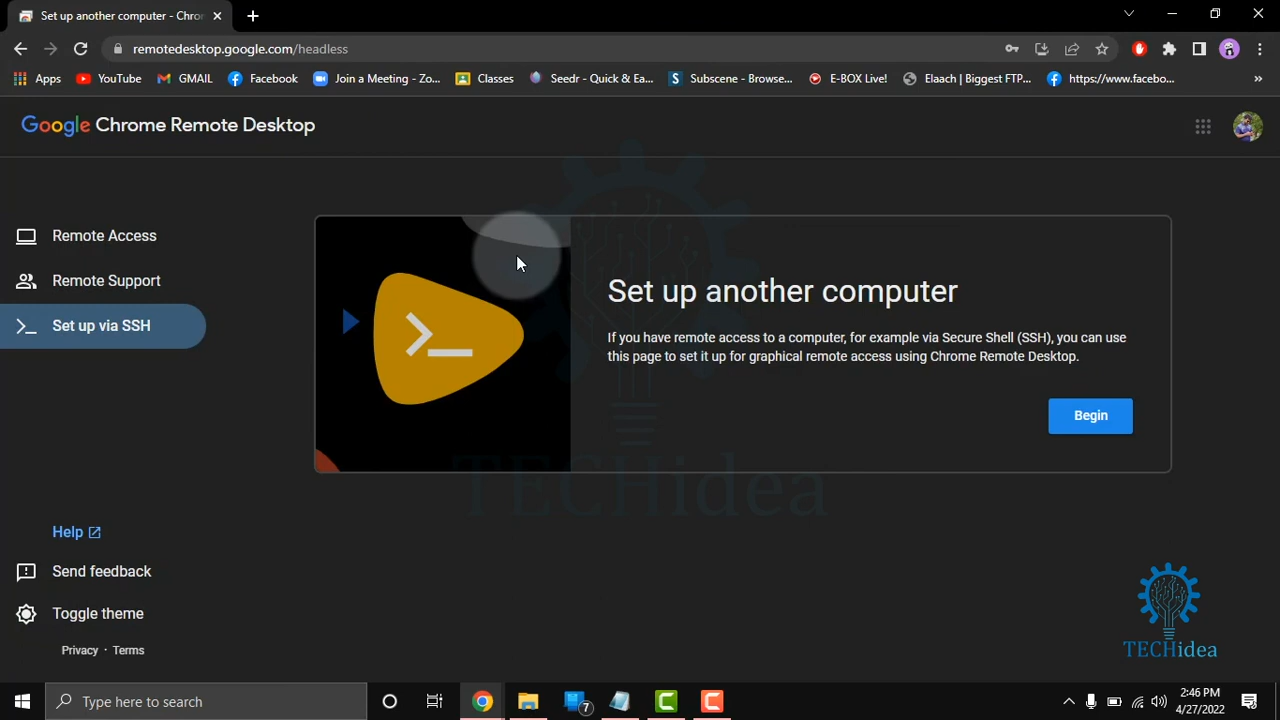 Set up another computer - Chro
remotedesktop.google.com/headless
Apps
YouTube
GMAIL
Facebook
Join a Meeting - Zo...
Classes
Seedr - Quick & Ea...
S
Subscene - Browse...
E-BOX Live!
Elaach | Biggest FTP...
https://www.facebo...
»
Google Chrome Remote Desktop
Remote Access
Remote Support
Set up via SSH
Set up another computer
If you have remote access to a computer, for example via Secure Shell (SSH), you can use
this page to set it up for graphical remote access using Chrome Remote Desktop.
Begin
TECHidea
Help
Send feedback
Toggle theme
Privacy · Terms
TECHidea
Type here to search
7
2:46 PM
4/27/2022